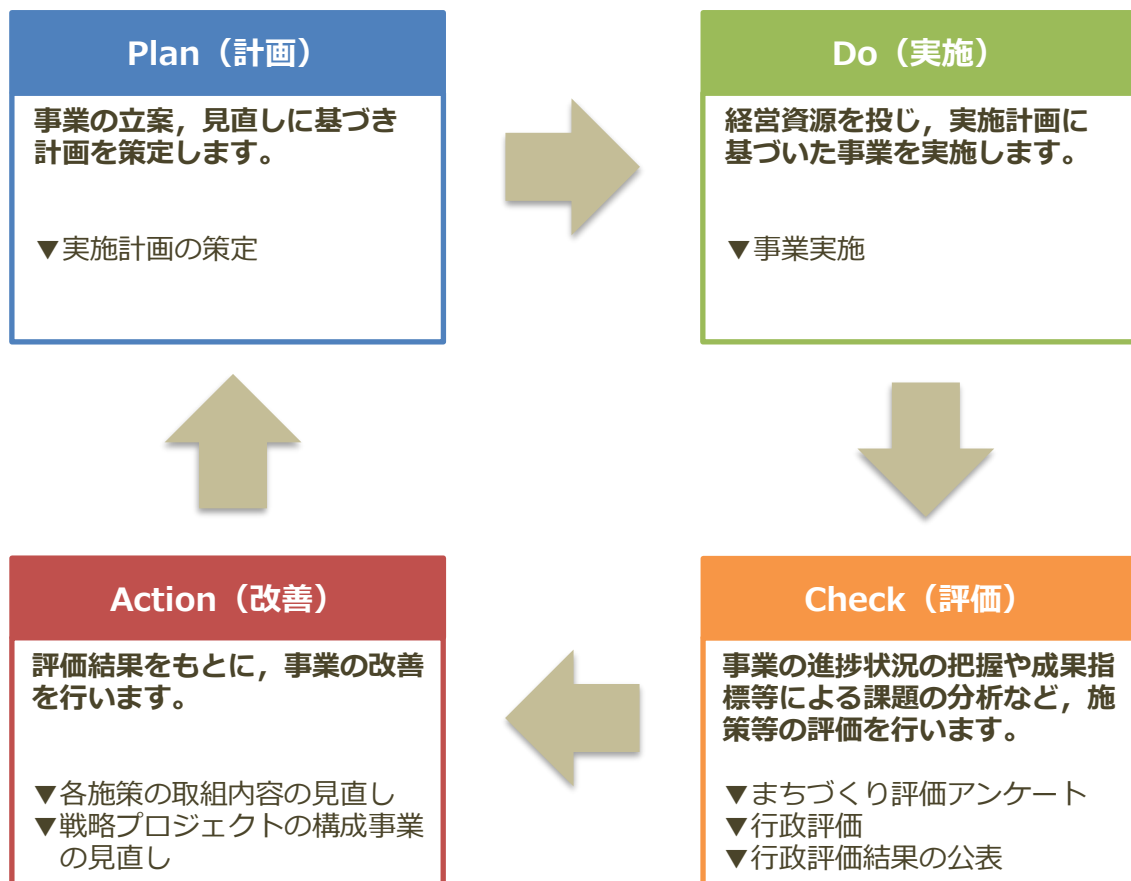 Plan（計画）
事業の立案，見直しに基づき
計画を策定します。
▼実施計画の策定
Do（実施）
経営資源を投じ，実施計画に
基づいた事業を実施します。
▼事業実施
Action（改善）
評価結果をもとに，事業の改善
を行います。
▼各施策の取組内容の見直し
▼戦略プロジェクトの構成事業
の見直し
Check（評価）
事業の進捗状況の把握や成果指
標等による課題の分析など，施
策等の評価を行います。
▼まちづくり評価アンケート
▼行政評価
▼行政評価結果の公表